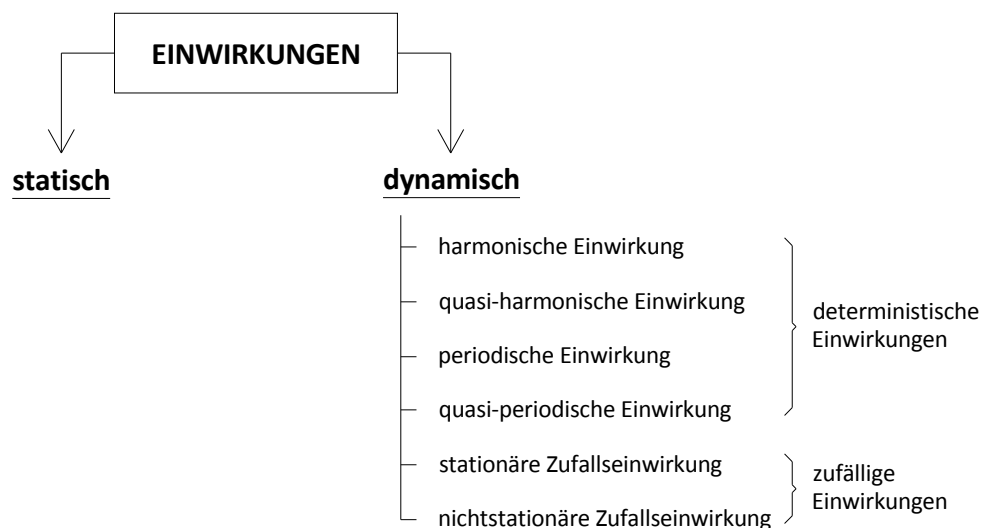 EINWIRKUNGEN
statisch
dynamisch
harmonische Einwirkung
quasi-harmonische Einwirkung
periodische Einwirkung
quasi-periodische Einwirkung
deterministische
Einwirkungen
stationäre Zufallseinwirkung
nichtstationäre Zufallseinwirkung
zufällige
Einwirkungen